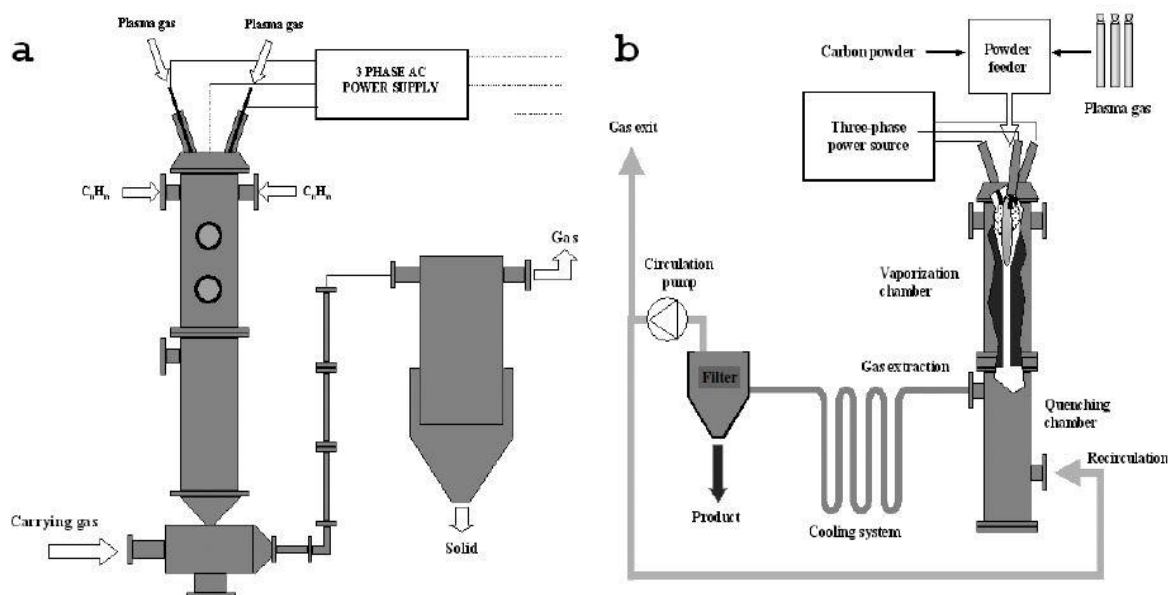 a
Plasma gas
Plasma gas
3 PHASE AC
POWER SUPPLY
CnHm
CnHm
Gas
Carrying gas
Solid
b
Carbon powder
Powder
feeder
Plasma gas
Three-phase
power source
Gas exit
Circulation
pump
Vaporization
chamber
Filter
Gas extraction
Quenching
chamber
Recirculation
Product
Cooling system